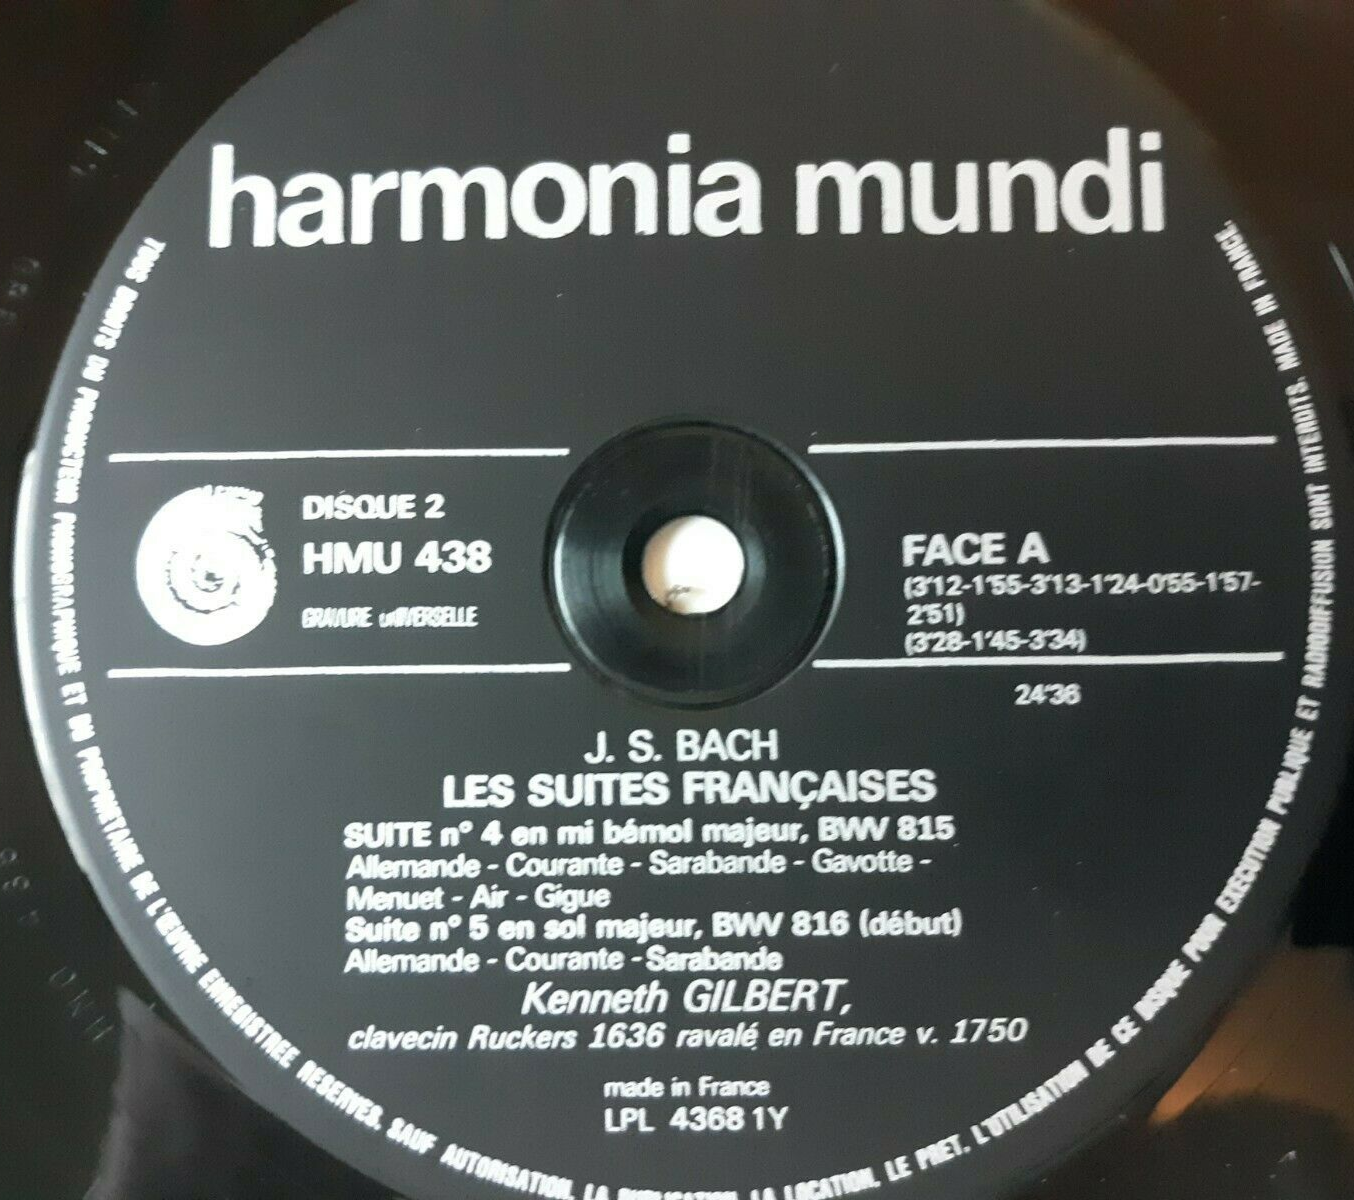 harmonia mundi
DISQUE 2
HMU 438
GRAVURE UNIVERSELLE
FACE A
(3'12-1'55-3'13-1'24-0'55-1'57-
2'51)
(3'28-1'45-3'34)
24'36
J. S. BACH
LES SUITES FRANÇAISES
SUITE n° 4 en mi bémol majeur, BWV 815
Allemande - Courante - Sarabande - Gavotte -
Menuet - Air - Gigue
Suite n° 5 en sol majeur, BWV 816 (début)
Allemande - Courante - Sarabande
Kenneth GILBERT,
clavecin Ruckers 1636 ravalé en France v. 1750
made in France
LPL 4368 1Y
TOUS DROITS DU PRODUCTEUR PHONOGRAPHIQUE ET DU PROPRIETAIRE DE L'ŒUVRE ENREGISTREE RESERVES. SAUF AUTORISATION, LA DUPLICATION, LA LOCATION, LE PRET, L'UTILISATION DE CE DISQUE POUR EXECUTION PUBLIQUE ET RADIODIFFUSION SONT INTERDITS. MADE IN FRANCE.